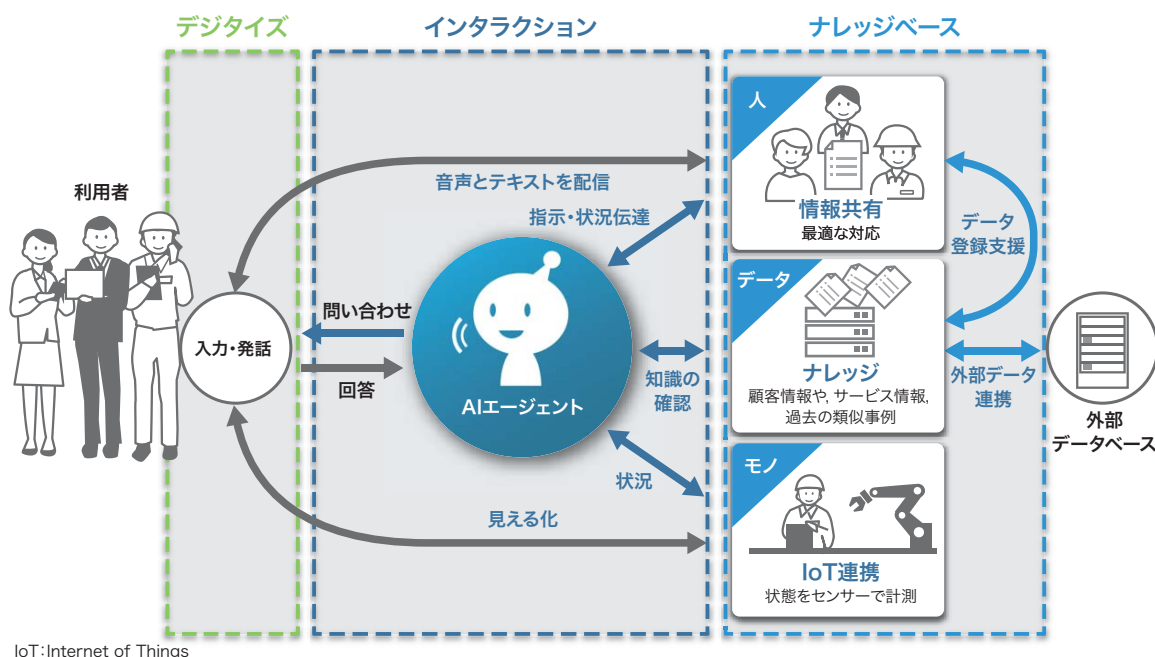 デジタイズ
インタラクション
ナレッジベース
利用者
入力・発話
音声とテキストを配信
指示・状況伝達
問い合わせ
回答
AIエージェント
知識の
確認
状況
見える化
人
情報共有
最適な対応
データ
登録支援
データ
ナレッジ
顧客情報や,サービス情報,
過去の類似事例
外部データ
連携
外部
データベース
モノ
IoT連携
状態をセンサーで計測
IoT:Internet of Things